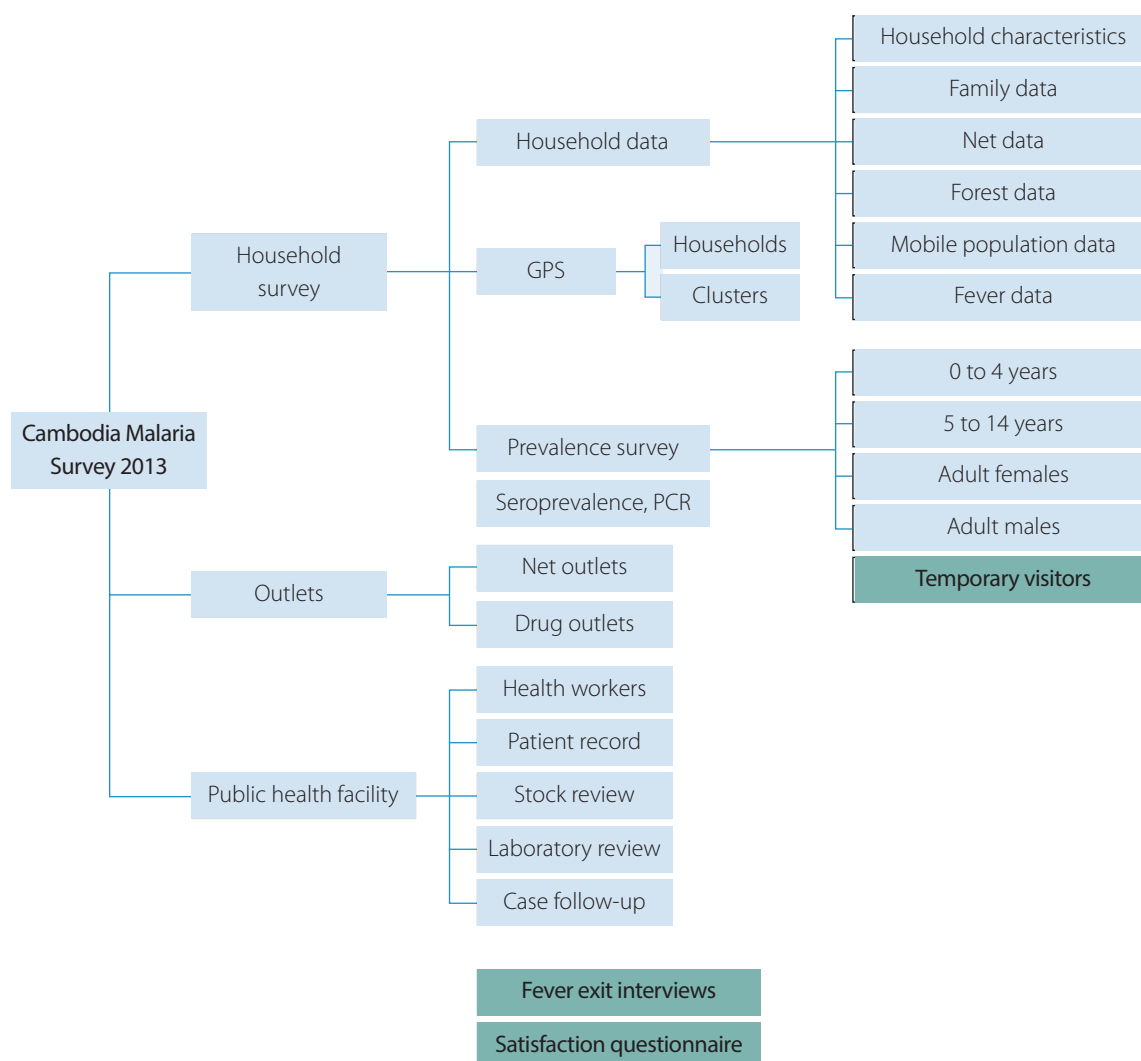 Cambodia Malaria
Survey 2013
Household
survey
Household data
Household characteristics
Family data
Net data
Forest data
Mobile population data
Fever data
GPS
Households
Clusters
Prevalence survey
Seroprevalence, PCR
0 to 4 years
5 to 14 years
Adult females
Adult males
Temporary visitors
Outlets
Net outlets
Drug outlets
Public health facility
Health workers
Patient record
Stock review
Laboratory review
Case follow-up
Fever exit interviews
Satisfaction questionnaire